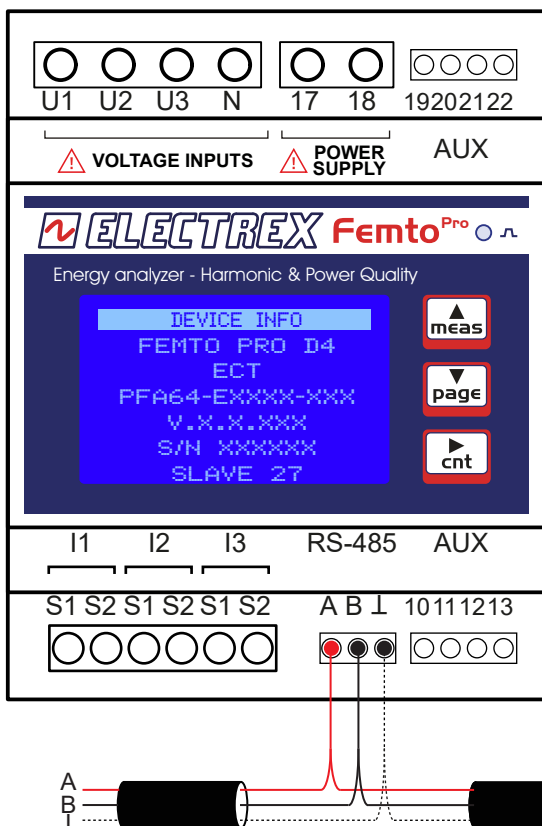 U1 U2 U3 N 17 18 19202122
VOLTAGE INPUTS POWER SUPPLY AUX
ELECTREX Femto Pro
Energy analyzer - Harmonic & Power Quality
DEVICE INFO
FEMTO PRO D4
ECT
PFA64-EXXXX-XXX
V.X.X.XXX
S/N XXXXXX
SLAVE 27
meas
page
cnt
I1 I2 I3 RS-485 AUX
S1 S2 S1 S2 S1 S2 A B ⊥ 10111213
A
B
⊥